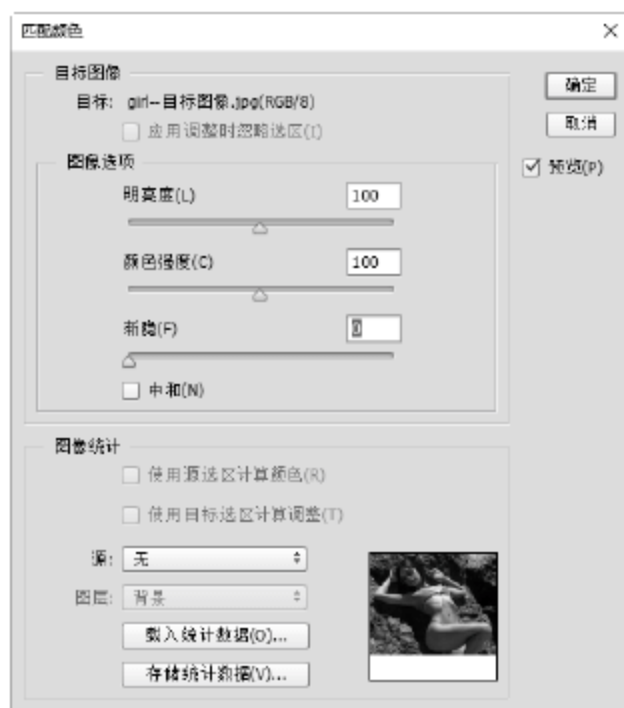 匹配颜色
目标图像
目标: girl--目标图像.jpg(RGB/8)
应用调整时忽略选区(I)
图像选项
明亮度(L) 100
颜色强度(C) 100
渐隐(F) 0
中和(N)
确定
取消
预览(P)
图像统计
使用源选区计算颜色(R)
使用目标选区计算调整(T)
源: 无
图层: 背景
载入统计数据(O)...
存储统计数据(V)...